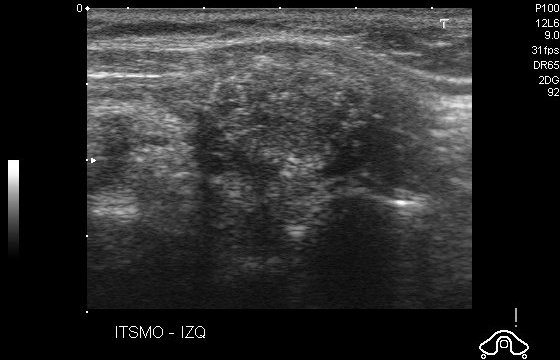 0
T
P100
12L6
9.0
31fps
DR65
2DG
92
ITSMO - IZQ